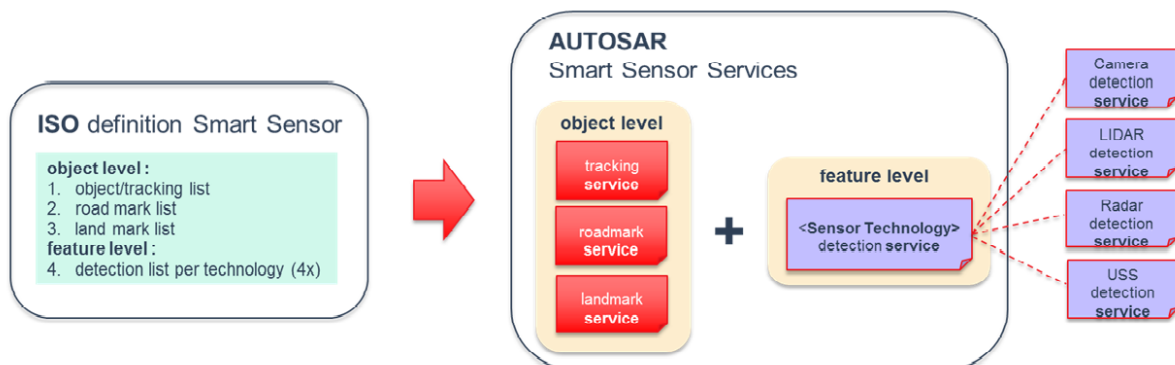 ISO definition Smart Sensor
object level :
1. object/tracking list
2. road mark list
3. land mark list
feature level :
4. detection list per technology (4x)
AUTOSAR
Smart Sensor Services
object level
tracking
service
roadmark
service
landmark
service
+
feature level
<Sensor Technology>
detection service
Camera
detection
service
LIDAR
detection
service
Radar
detection
service
USS
detection
service